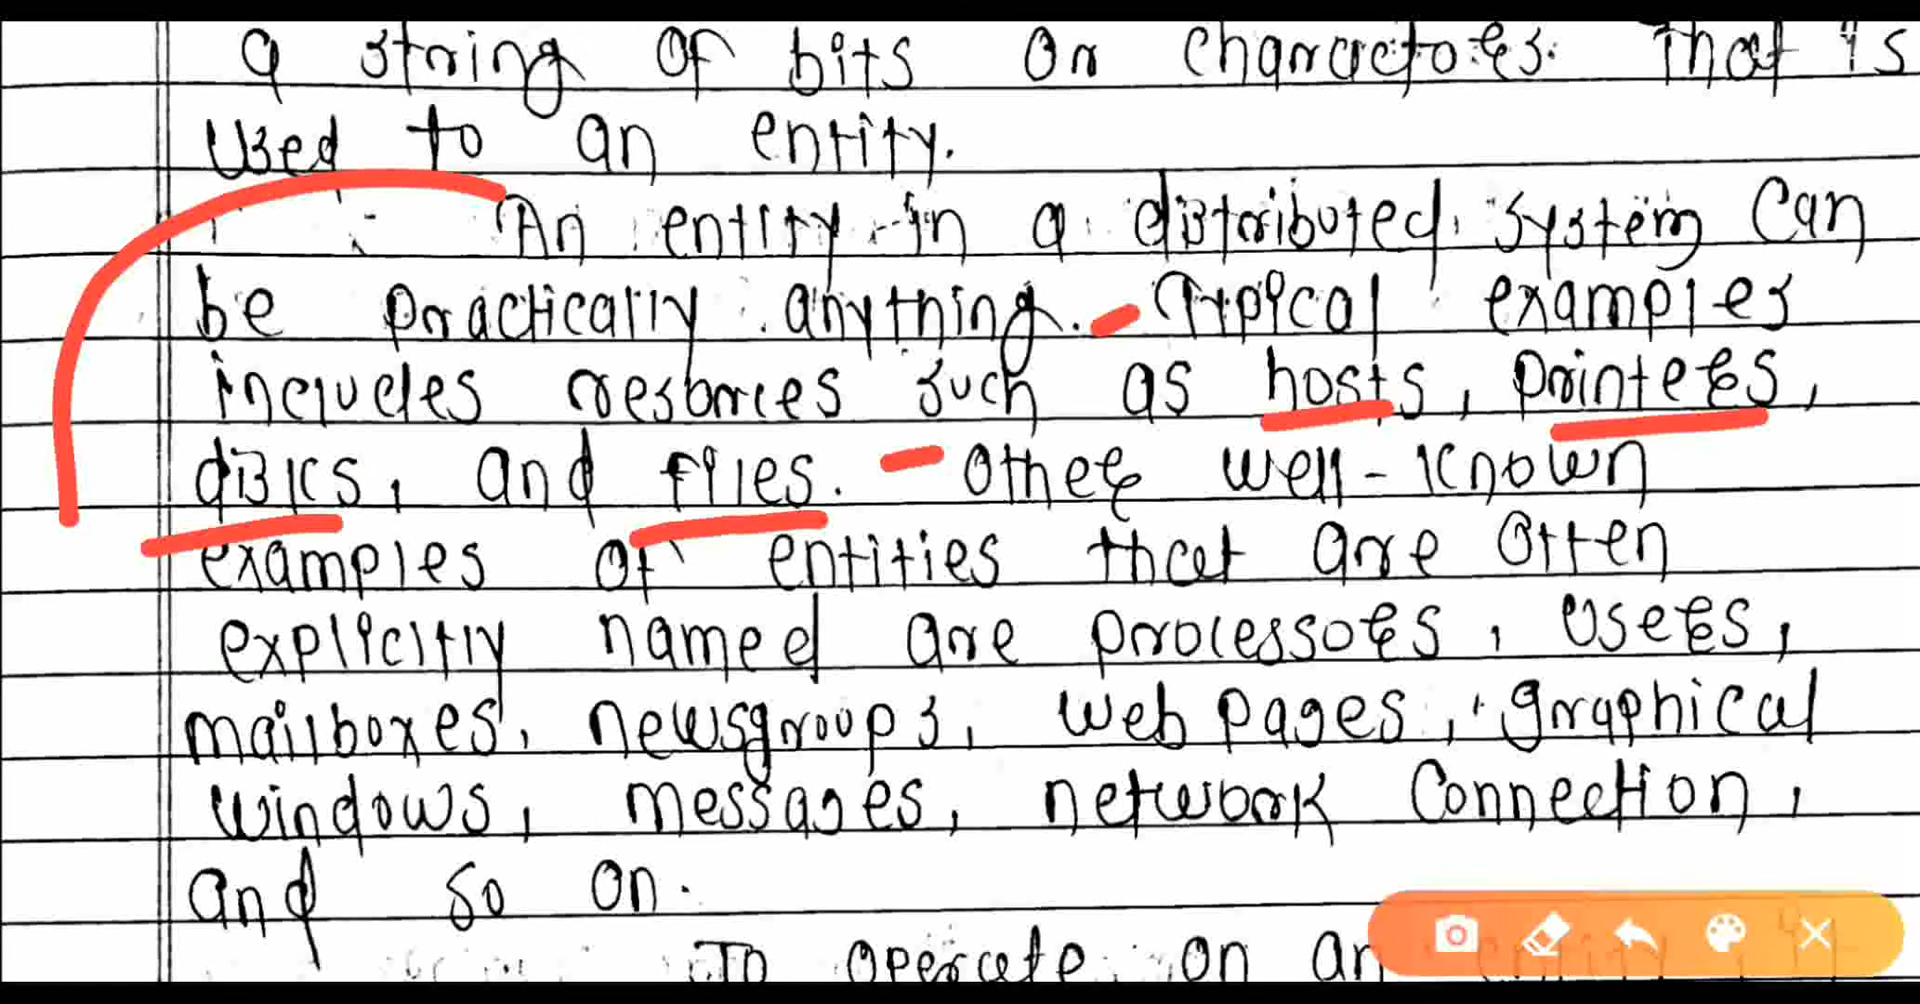 a string of bits or characters that is
used to an entity.
An entity in a distributed system can
be practically anything. Typical examples
includes resources such as hosts, printers,
disks, and files. Other well-known
examples of entities that are often
explicitly named are processors, users,
mailboxes, newsgroups, web pages, graphical
windows, messages, network connection,
and so on.
To operate on an